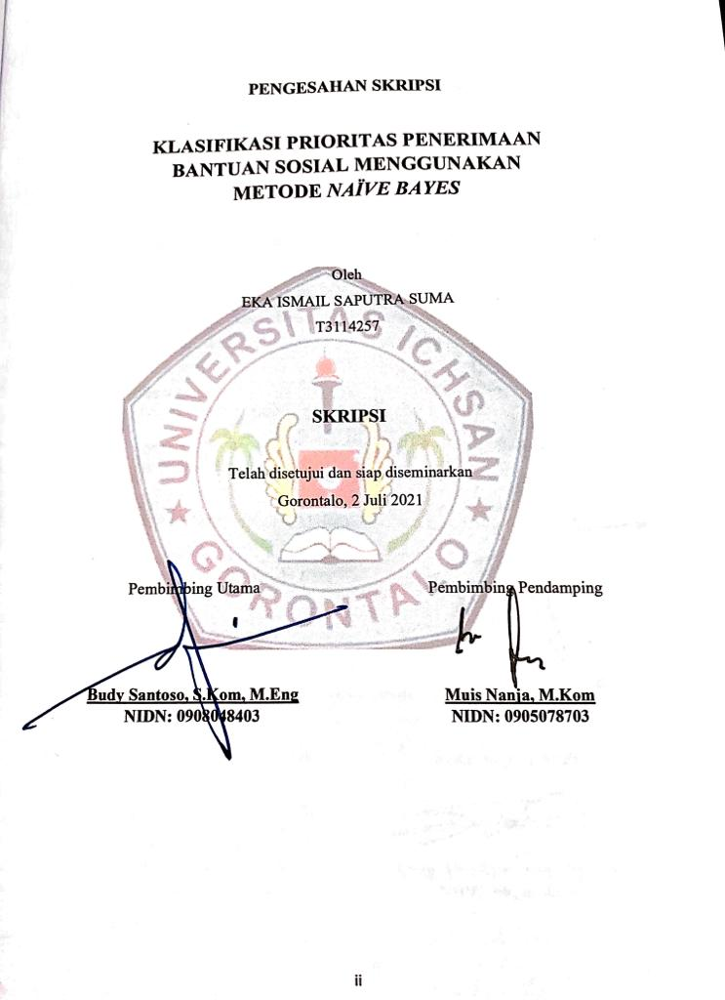 PENGESAHAN SKRIPSI
KLASIFIKASI PRIORITAS PENERIMAAN
BANTUAN SOSIAL MENGGUNAKAN
METODE NAÏVE BAYES
Oleh
EKA ISMAIL SAPUTRA SUMA
T3114257
UNIVERSITAS ICHSAN
SKRIPSI
Telah disetujui dan siap diseminarkan
Gorontalo, 2 Juli 2021
GORONTALO
Pembimbing Utama Pembimbing Pendamping
Budy Santoso, S.Kom, M.Eng Muis Nanja, M.Kom
NIDN: 0908048403 NIDN: 0905078703
ii